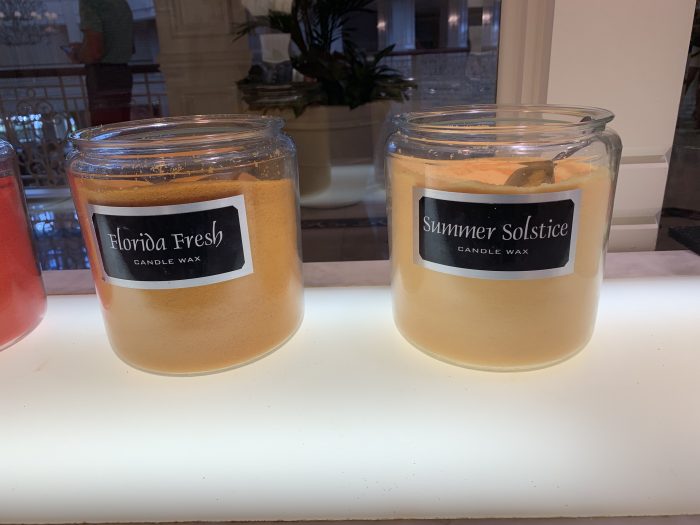 Florida Fresh
CANDLE WAX
Summer Solstice
CANDLE WAX